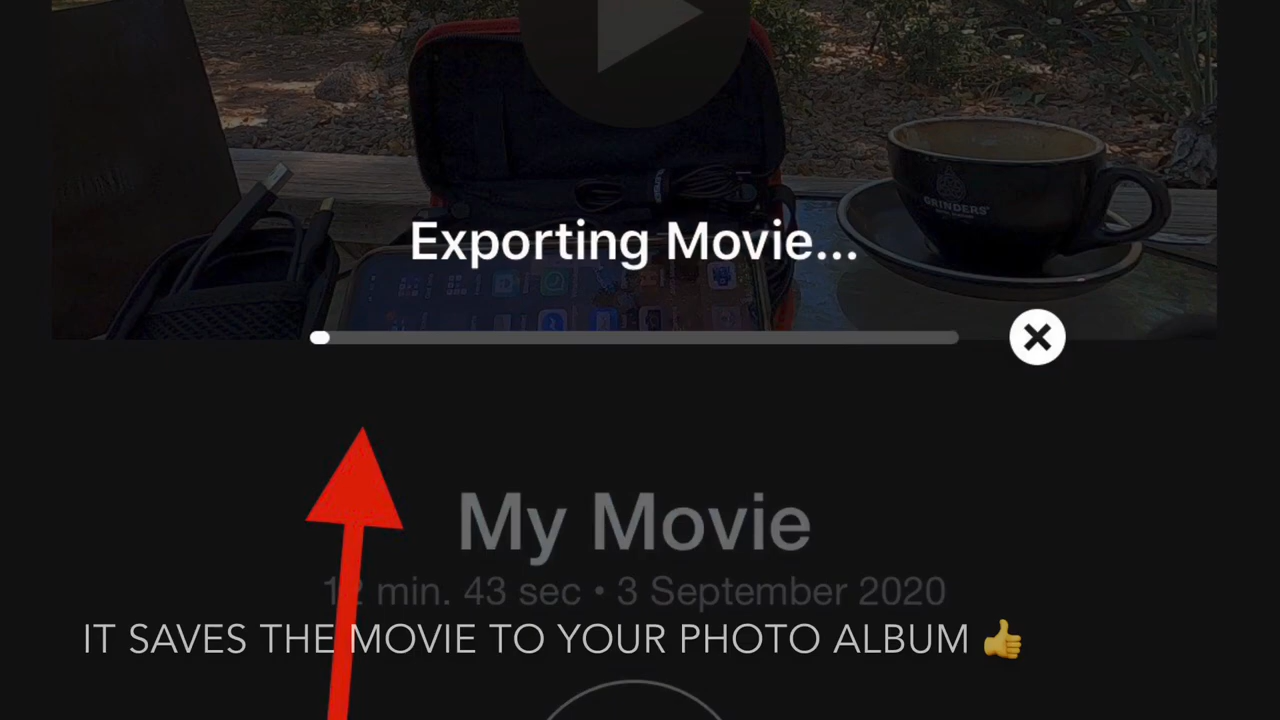 GRINDERS
Exporting Movie...
My Movie
12 min. 43 sec • 3 September 2020
IT SAVES THE MOVIE TO YOUR PHOTO ALBUM 👍